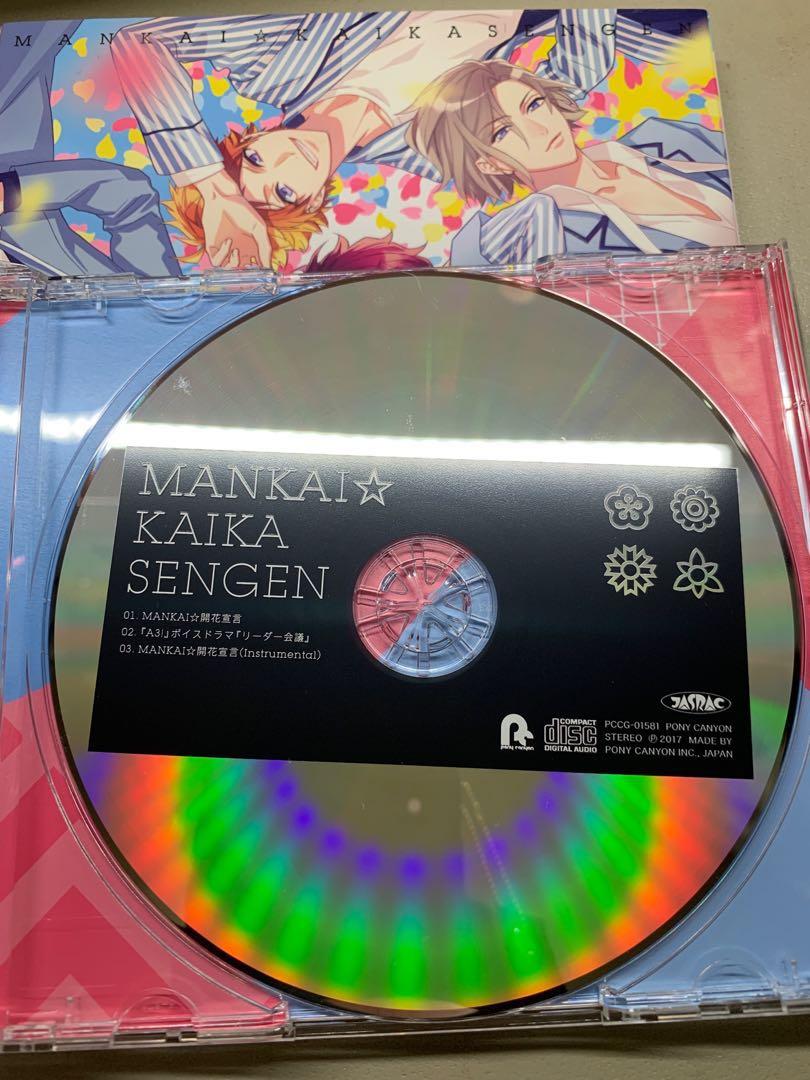 MANKAI☆KAIKASENGEN
MANKAI☆
KAIKA
SENGEN
01. MANKAI☆開花宣言
02.『A3!』ボイスドラマ「リーダー会議」
03. MANKAI☆開花宣言(Instrumental)
JASRAC
pony canyon
COMPACT
disc
DIGITAL AUDIO
PCCG-01581 PONY CANYON
STEREO ℗2017 MADE BY
PONY CANYON INC., JAPAN